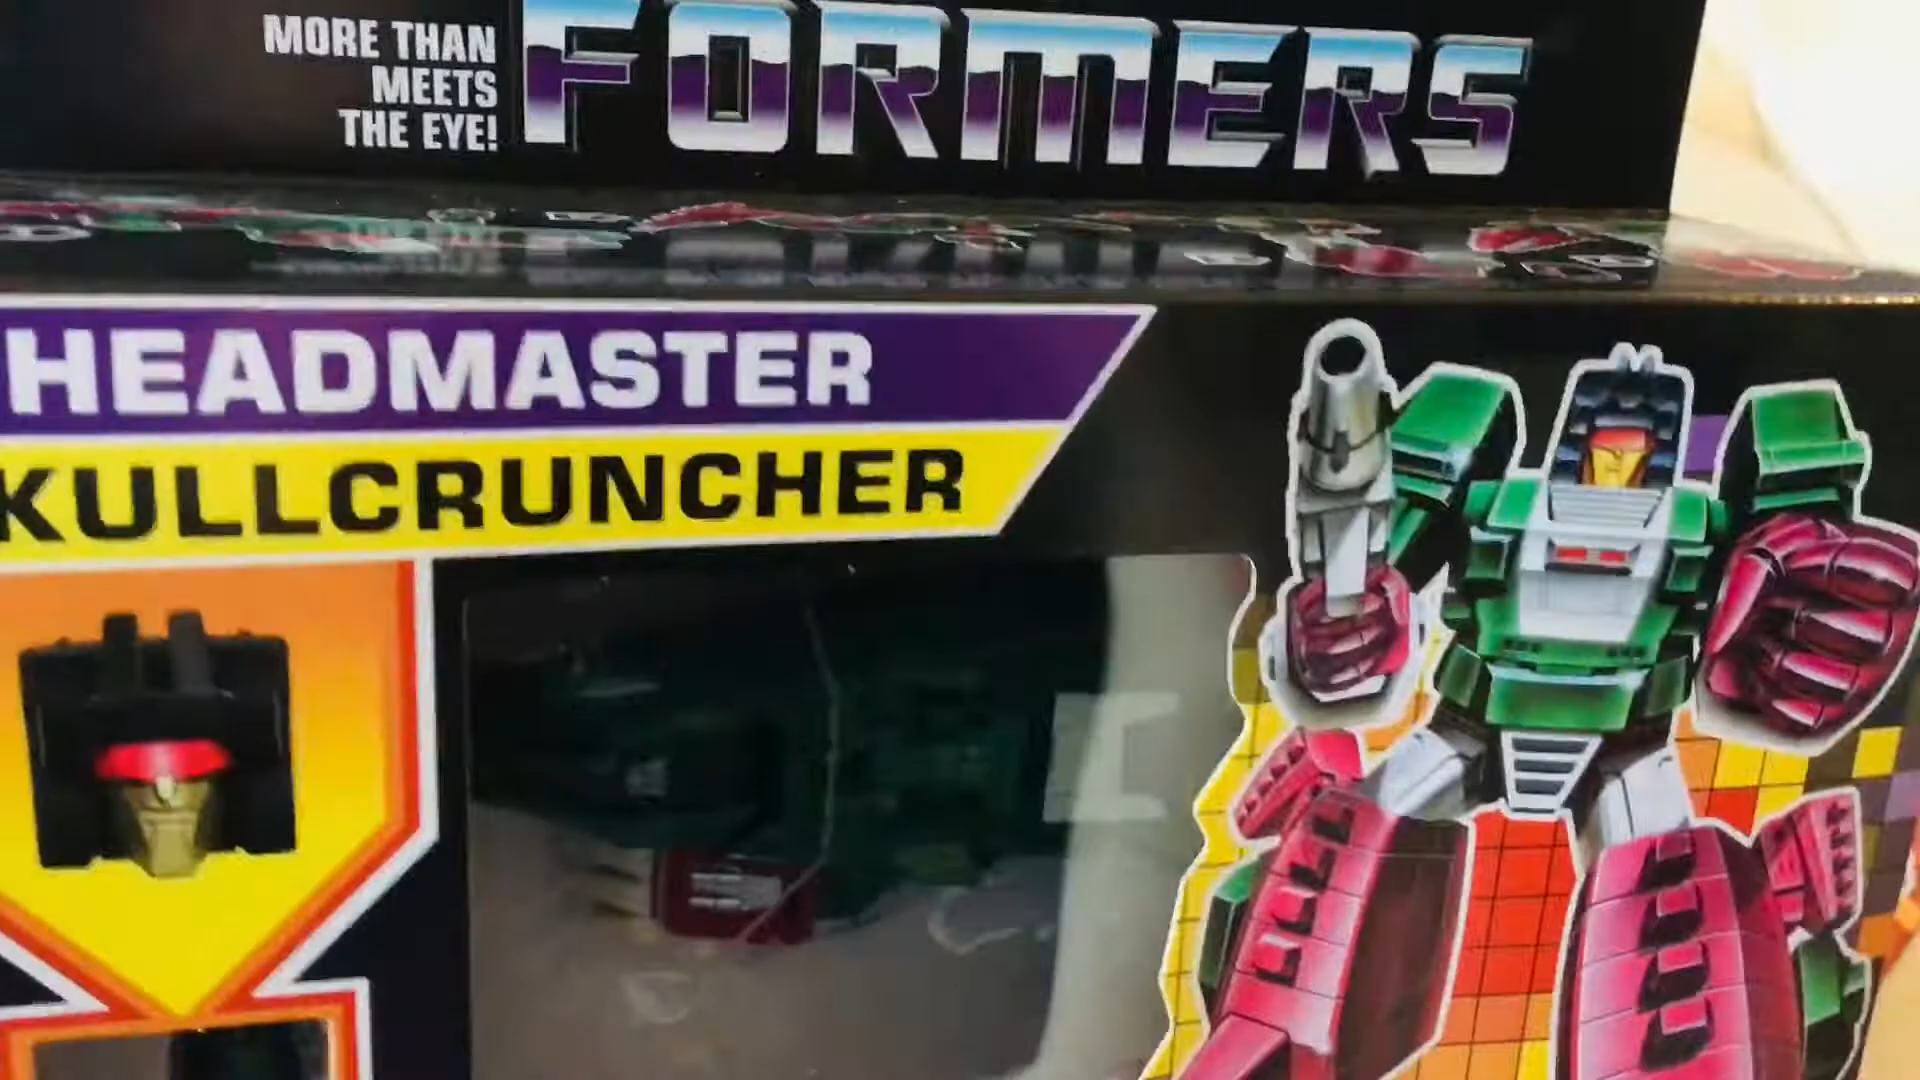 MORE THAN
MEETS
THE EYE!
FORMERS
HEADMASTER
KULLCRUNCHER